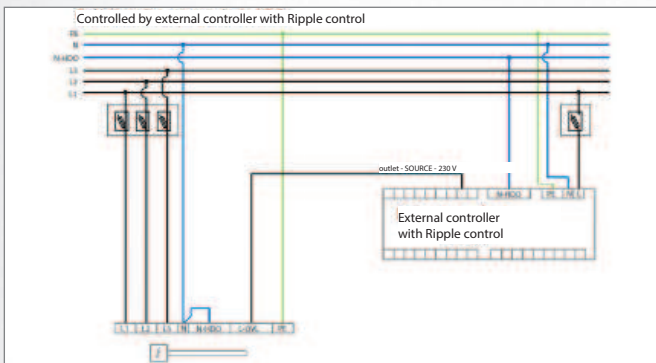 Controlled by external controller with Ripple control
PE
N
N-HDO
L3
L2
L1
outlet - SOURCE - 230 V
N-HDO PE N L
External controller
with Ripple control
L L2 L3 N N-HDO L-OVL PE